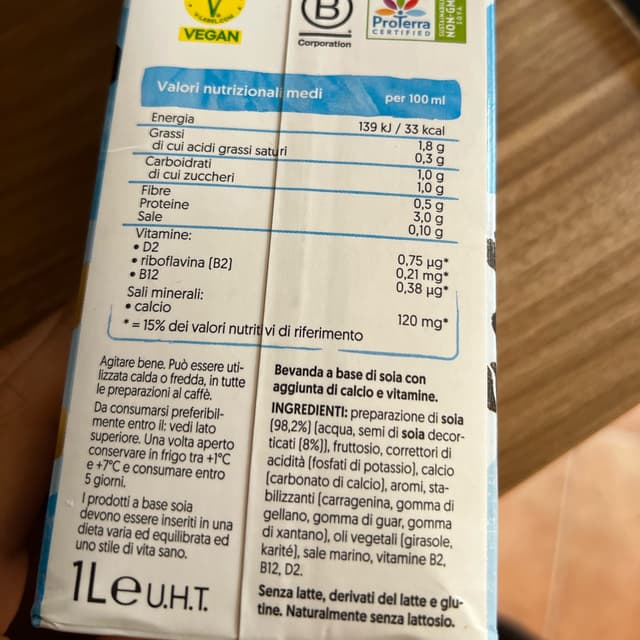 V-LABEL.COM
VEGAN
B
Corporation
ProTerra
CERTIFIED
NON-GM
Valori nutrizionali medi per 100 ml
Energia 139 kJ / 33 kcal
Grassi 1,8 g
di cui acidi grassi saturi 0,3 g
Carboidrati 1,0 g
di cui zuccheri 1,0 g
Fibre 0,5 g
Proteine 3,0 g
Sale 0,10 g
Vitamine:
• D2 0,75 µg*
• riboflavina (B2) 0,21 mg*
• B12 0,38 µg*
Sali minerali:
• calcio 120 mg*
* = 15% dei valori nutritivi di riferimento
Agitare bene. Può essere uti-
lizzata calda o fredda, in tutte
le preparazioni al caffè.
Da consumarsi preferibil-
mente entro il: vedi lato
superiore. Una volta aperto
conservare in frigo tra +1°C
e +7°C e consumare entro
5 giorni.
I prodotti a base soia
devono essere inseriti in una
dieta varia ed equilibrata ed
uno stile di vita sano.
1L e U.H.T.
Bevanda a base di soia con
aggiunta di calcio e vitamine.
INGREDIENTI: preparazione di soia
(98,2%) (acqua, semi di soia decor-
ticati (8%)), fruttosio, correttori di
acidità (fosfati di potassio), calcio
(carbonato di calcio), aromi, sta-
bilizzanti (carragenina, gomma di
gellano, gomma di guar, gomma
di xantano), oli vegetali (girasole,
karité), sale marino, vitamine B2,
B12, D2.
Senza latte, derivati del latte e glu-
tine. Naturalmente senza lattosio.